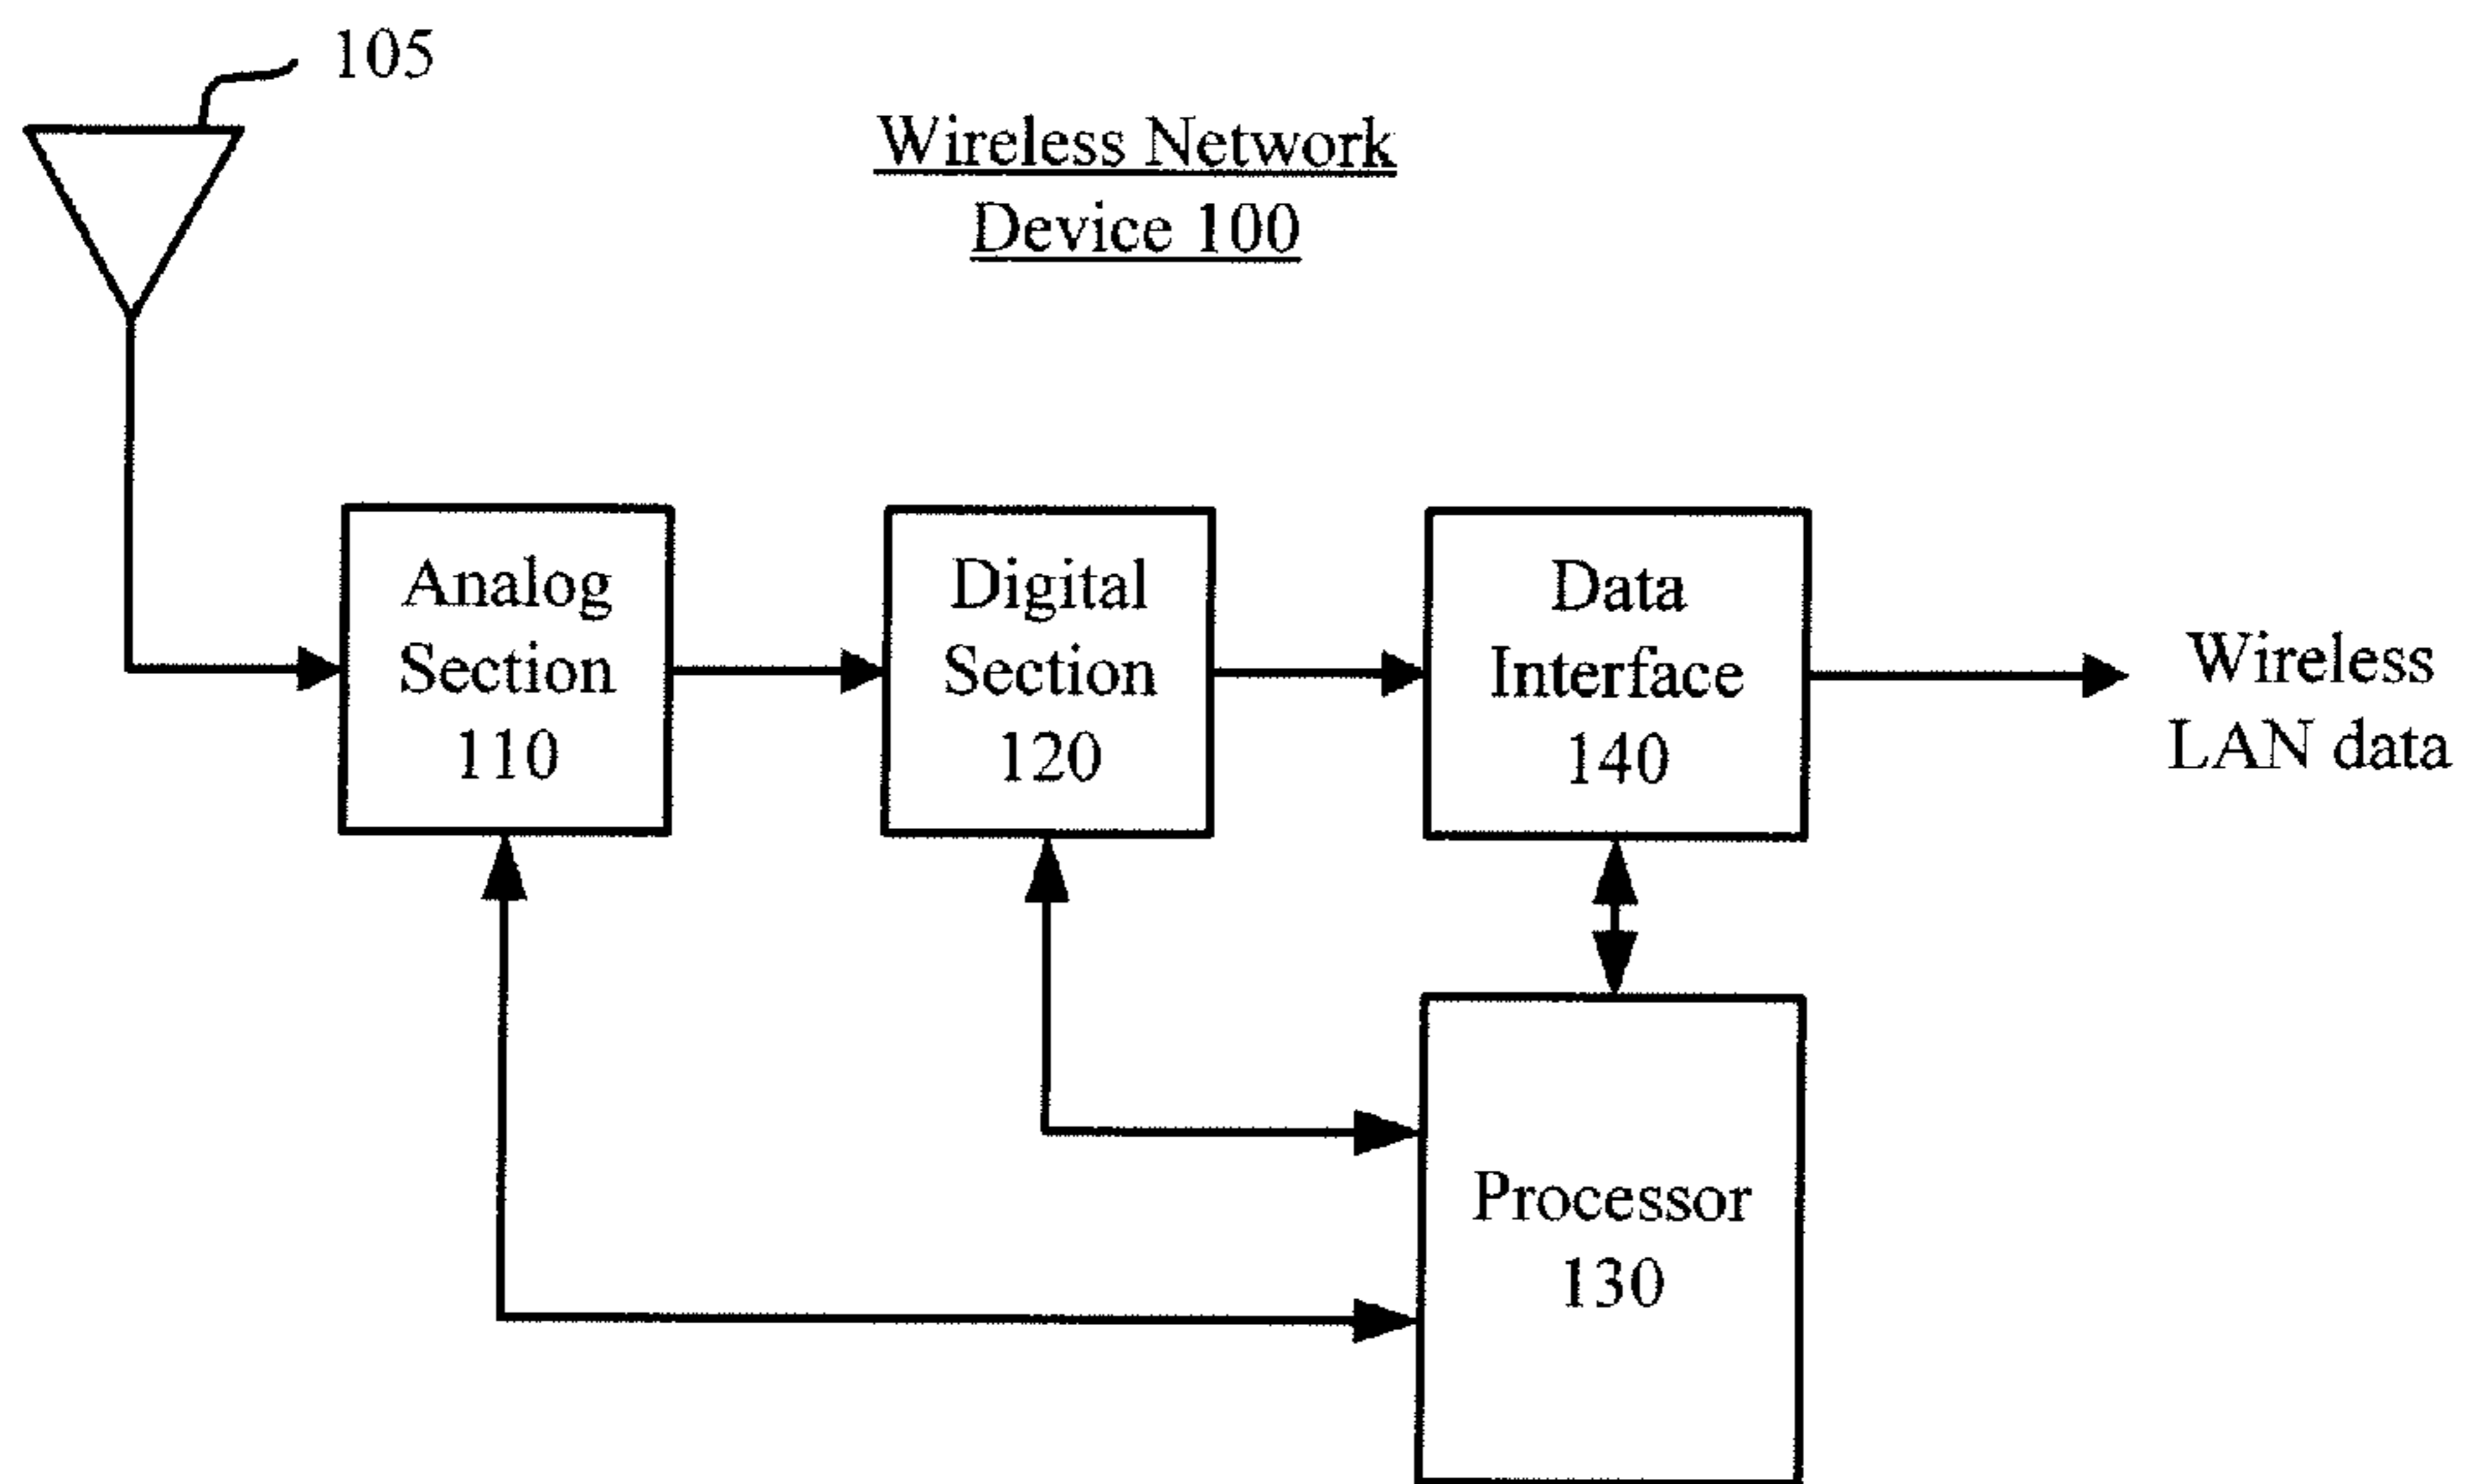 105
Wireless Network
Device 100
Analog
Section
110
Digital
Section
120
Data
Interface
140
Wireless
LAN data
Processor
130